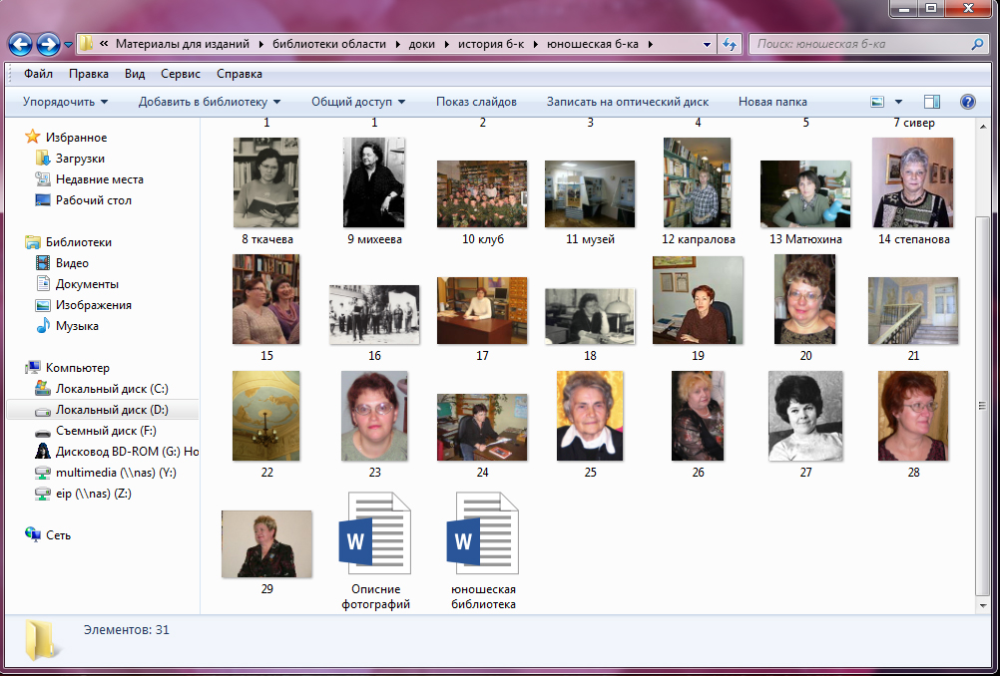 « Материалы для изданий ▸ библиотеки области ▸ доки ▸ история б-к ▸ юношеская б-ка ▸
Поиск: юношеская б-ка
Файл Правка Вид Сервис Справка
Упорядочить Добавить в библиотеку Общий доступ Показ слайдов Записать на оптический диск Новая папка
Избранное
Загрузки
Недавние места
Рабочий стол
Библиотеки
Видео
Документы
Изображения
Музыка
Компьютер
Локальный диск (C:)
Локальный диск (D:)
Съемный диск (F:)
Дисковод BD-ROM (G:) Но
multimedia (\\nas) (Y:)
eip (\\nas) (Z:)
Сеть
1 1 2 3 4 5 7 сивер
8 ткачева 9 михеева 10 клуб 11 музей 12 капралова 13 Матюхина 14 степанова
15 16 17 18 19 20 21
22 23 24 25 26 27 28
W W
29 Описние юношеская
фотографий библиотека
Элементов: 31